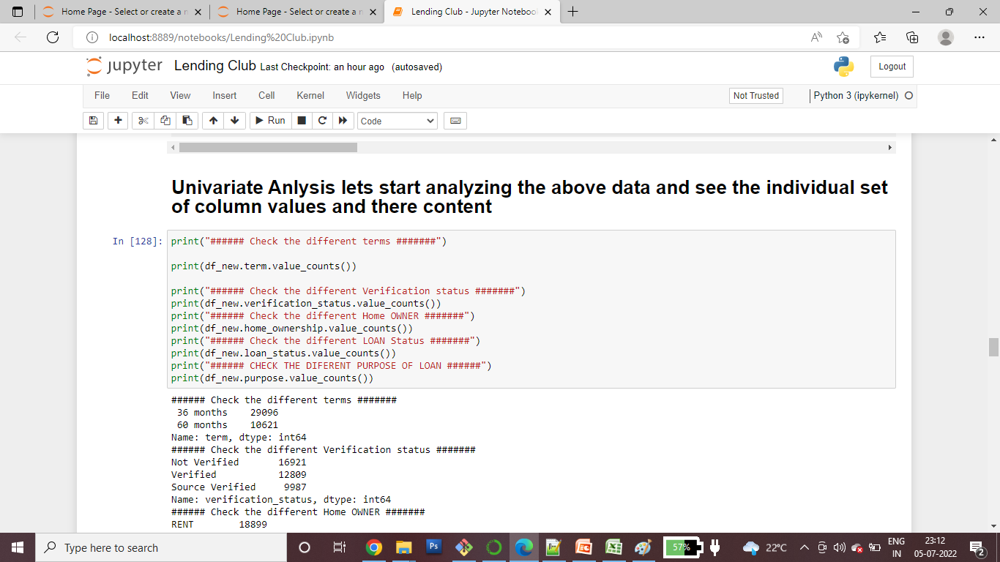 Home Page - Select or create a n
Home Page - Select or create a n
Lending Club - Jupyter Notebook
localhost:8889/notebooks/Lending%20Club.ipynb
jupyter Lending Club Last Checkpoint: an hour ago (autosaved)
Logout
File Edit View Insert Cell Kernel Widgets Help
Not Trusted
Python 3 (ipykernel)
Run
Code
Univariate Anlysis lets start analyzing the above data and see the individual set
of column values and there content
In [128]:
print("###### Check the different terms #######")
print(df_new.term.value_counts())
print("###### Check the different Verification status #######")
print(df_new.verification_status.value_counts())
print("###### Check the different Home OWNER #######")
print(df_new.home_ownership.value_counts())
print("###### Check the different LOAN Status #######")
print(df_new.loan_status.value_counts())
print("###### CHECK THE DIFERENT PURPOSE OF LOAN ######")
print(df_new.purpose.value_counts())
###### Check the different terms #######
36 months 29096
60 months 10621
Name: term, dtype: int64
###### Check the different Verification status #######
Not Verified 16921
Verified 12809
Source Verified 9987
Name: verification_status, dtype: int64
###### Check the different Home OWNER #######
RENT 18899
Type here to search
Ps
57%
22°C
ENG
IN
23:12
05-07-2022
2